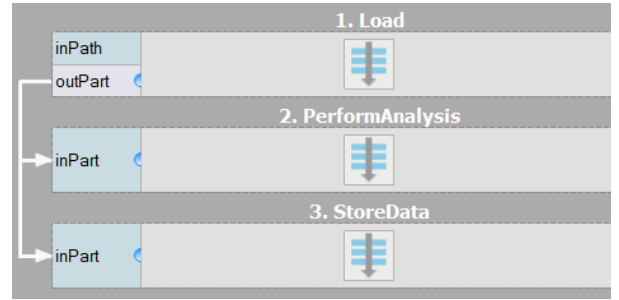 1. Load
inPath
outPart
2. PerformAnalysis
inPart
3. StoreData
inPart